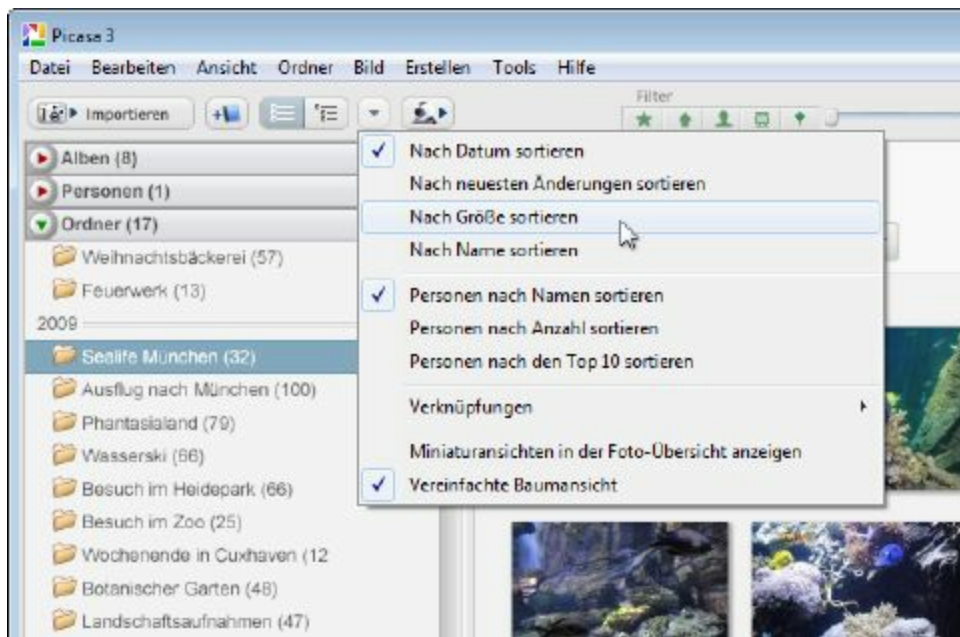 Picasa 3
Datei Bearbeiten Ansicht Ordner Bild Erstellen Tools Hilfe
Importieren
Filter
Alben (8)
Personen (1)
Ordner (17)
Weihnachtsbäckerei (57)
Feuerwerk (13)
2009
Sealife München (32)
Ausflug nach München (100)
Phantasialand (79)
Wasserski (66)
Besuch im Heidepark (66)
Besuch im Zoo (25)
Wochenende in Cuxhaven (12
Botanischer Garten (48)
Landschaftsaufnahmen (47)
Nach Datum sortieren
Nach neuesten Änderungen sortieren
Nach Größe sortieren
Nach Name sortieren
Personen nach Namen sortieren
Personen nach Anzahl sortieren
Personen nach den Top 10 sortieren
Verknüpfungen
Miniaturansichten in der Foto-Übersicht anzeigen
Vereinfachte Baumansicht